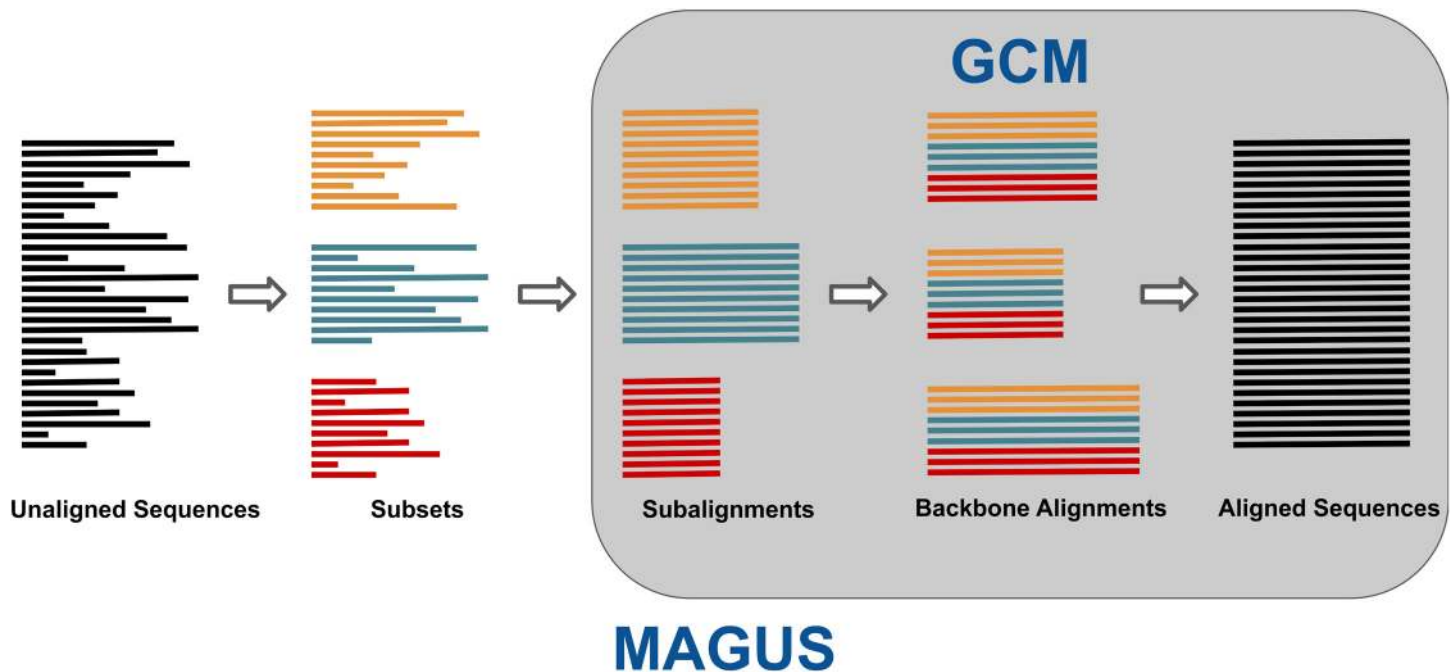 GCM
Unaligned Sequences
Subsets
Subalignments
Backbone Alignments
Aligned Sequences
MAGUS